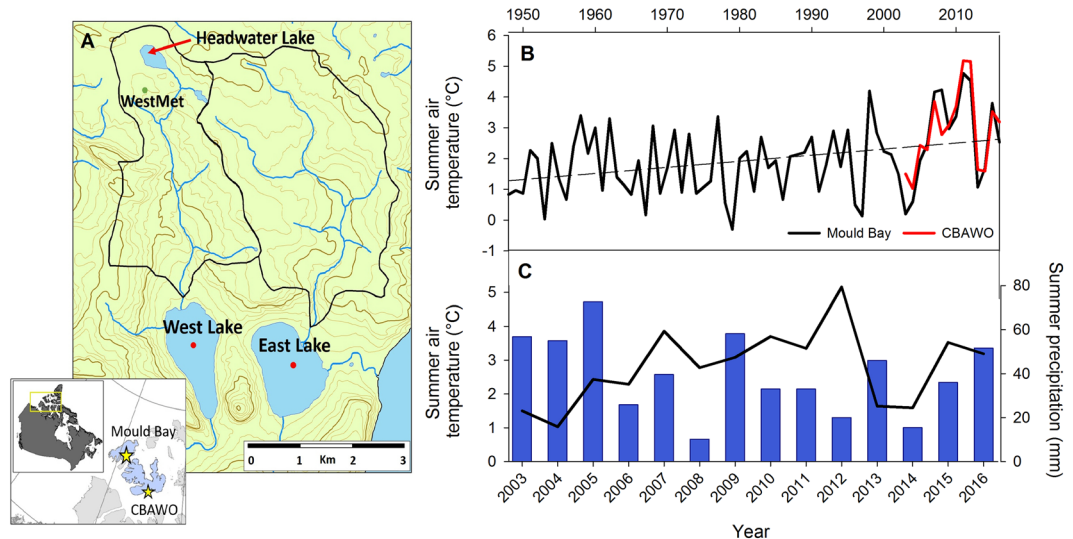 A
Headwater Lake
WestMet
West Lake
East Lake
0 1 Km 2 3
Mould Bay
CBAWO
1950 1960 1970 1980 1990 2000 2010
B
Summer air
temperature (°C)
6
5
4
3
2
1
0
-1
Mould Bay CBAWO
C
Summer air
temperature (°C)
5
4
3
2
1
0
80
60
40
20
0
Summer precipitation (mm)
2003 2004 2005 2006 2007 2008 2009 2010 2011 2012 2013 2014 2015 2016
Year